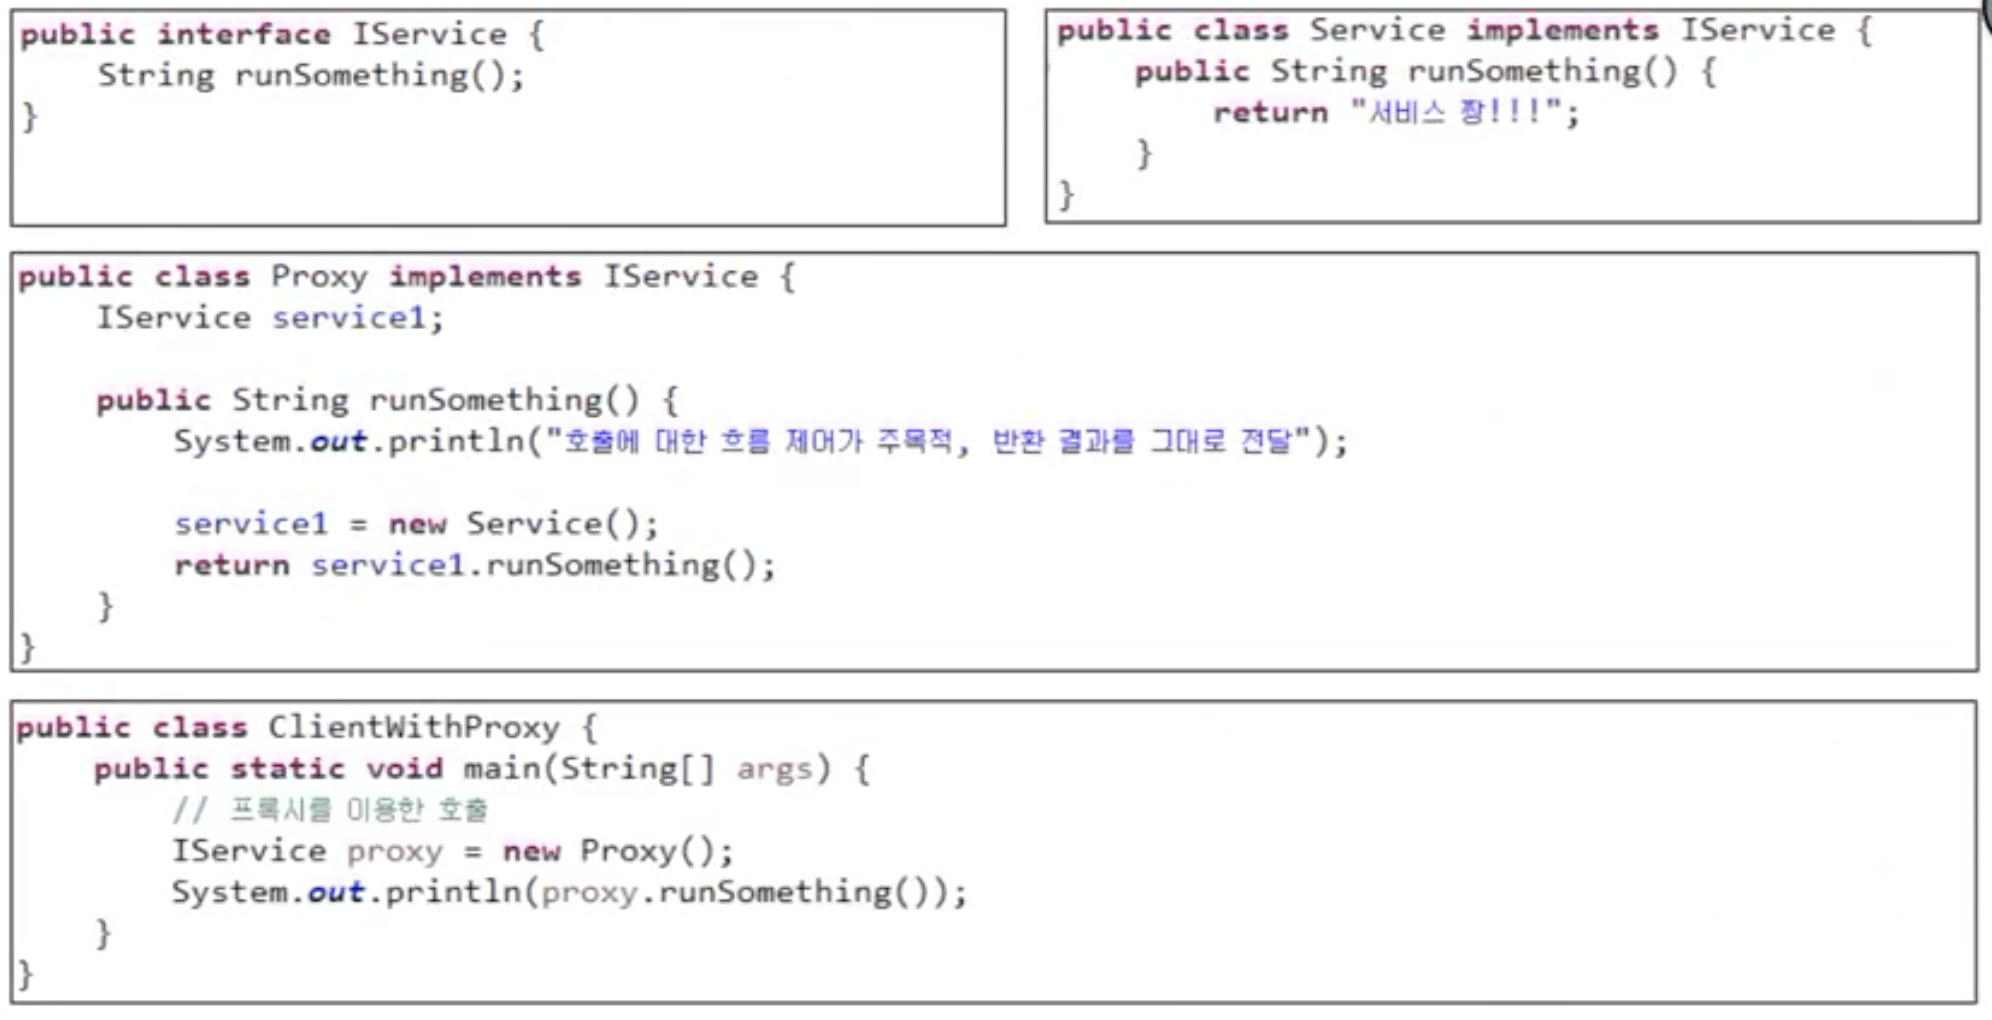 public interface IService {
String runSomething();
}
public class Service implements IService {
public String runSomething() {
return "서비스 짱!!!";
}
}
public class Proxy implements IService {
IService service1;
public String runSomething() {
System.out.println("호출에 대한 흐름 제어가 주목적, 반환 결과를 그대로 전달");
service1 = new Service();
return service1.runSomething();
}
}
public class ClientWithProxy {
public static void main(String[] args) {
// 프록시를 이용한 호출
IService proxy = new Proxy();
System.out.println(proxy.runSomething());
}
}